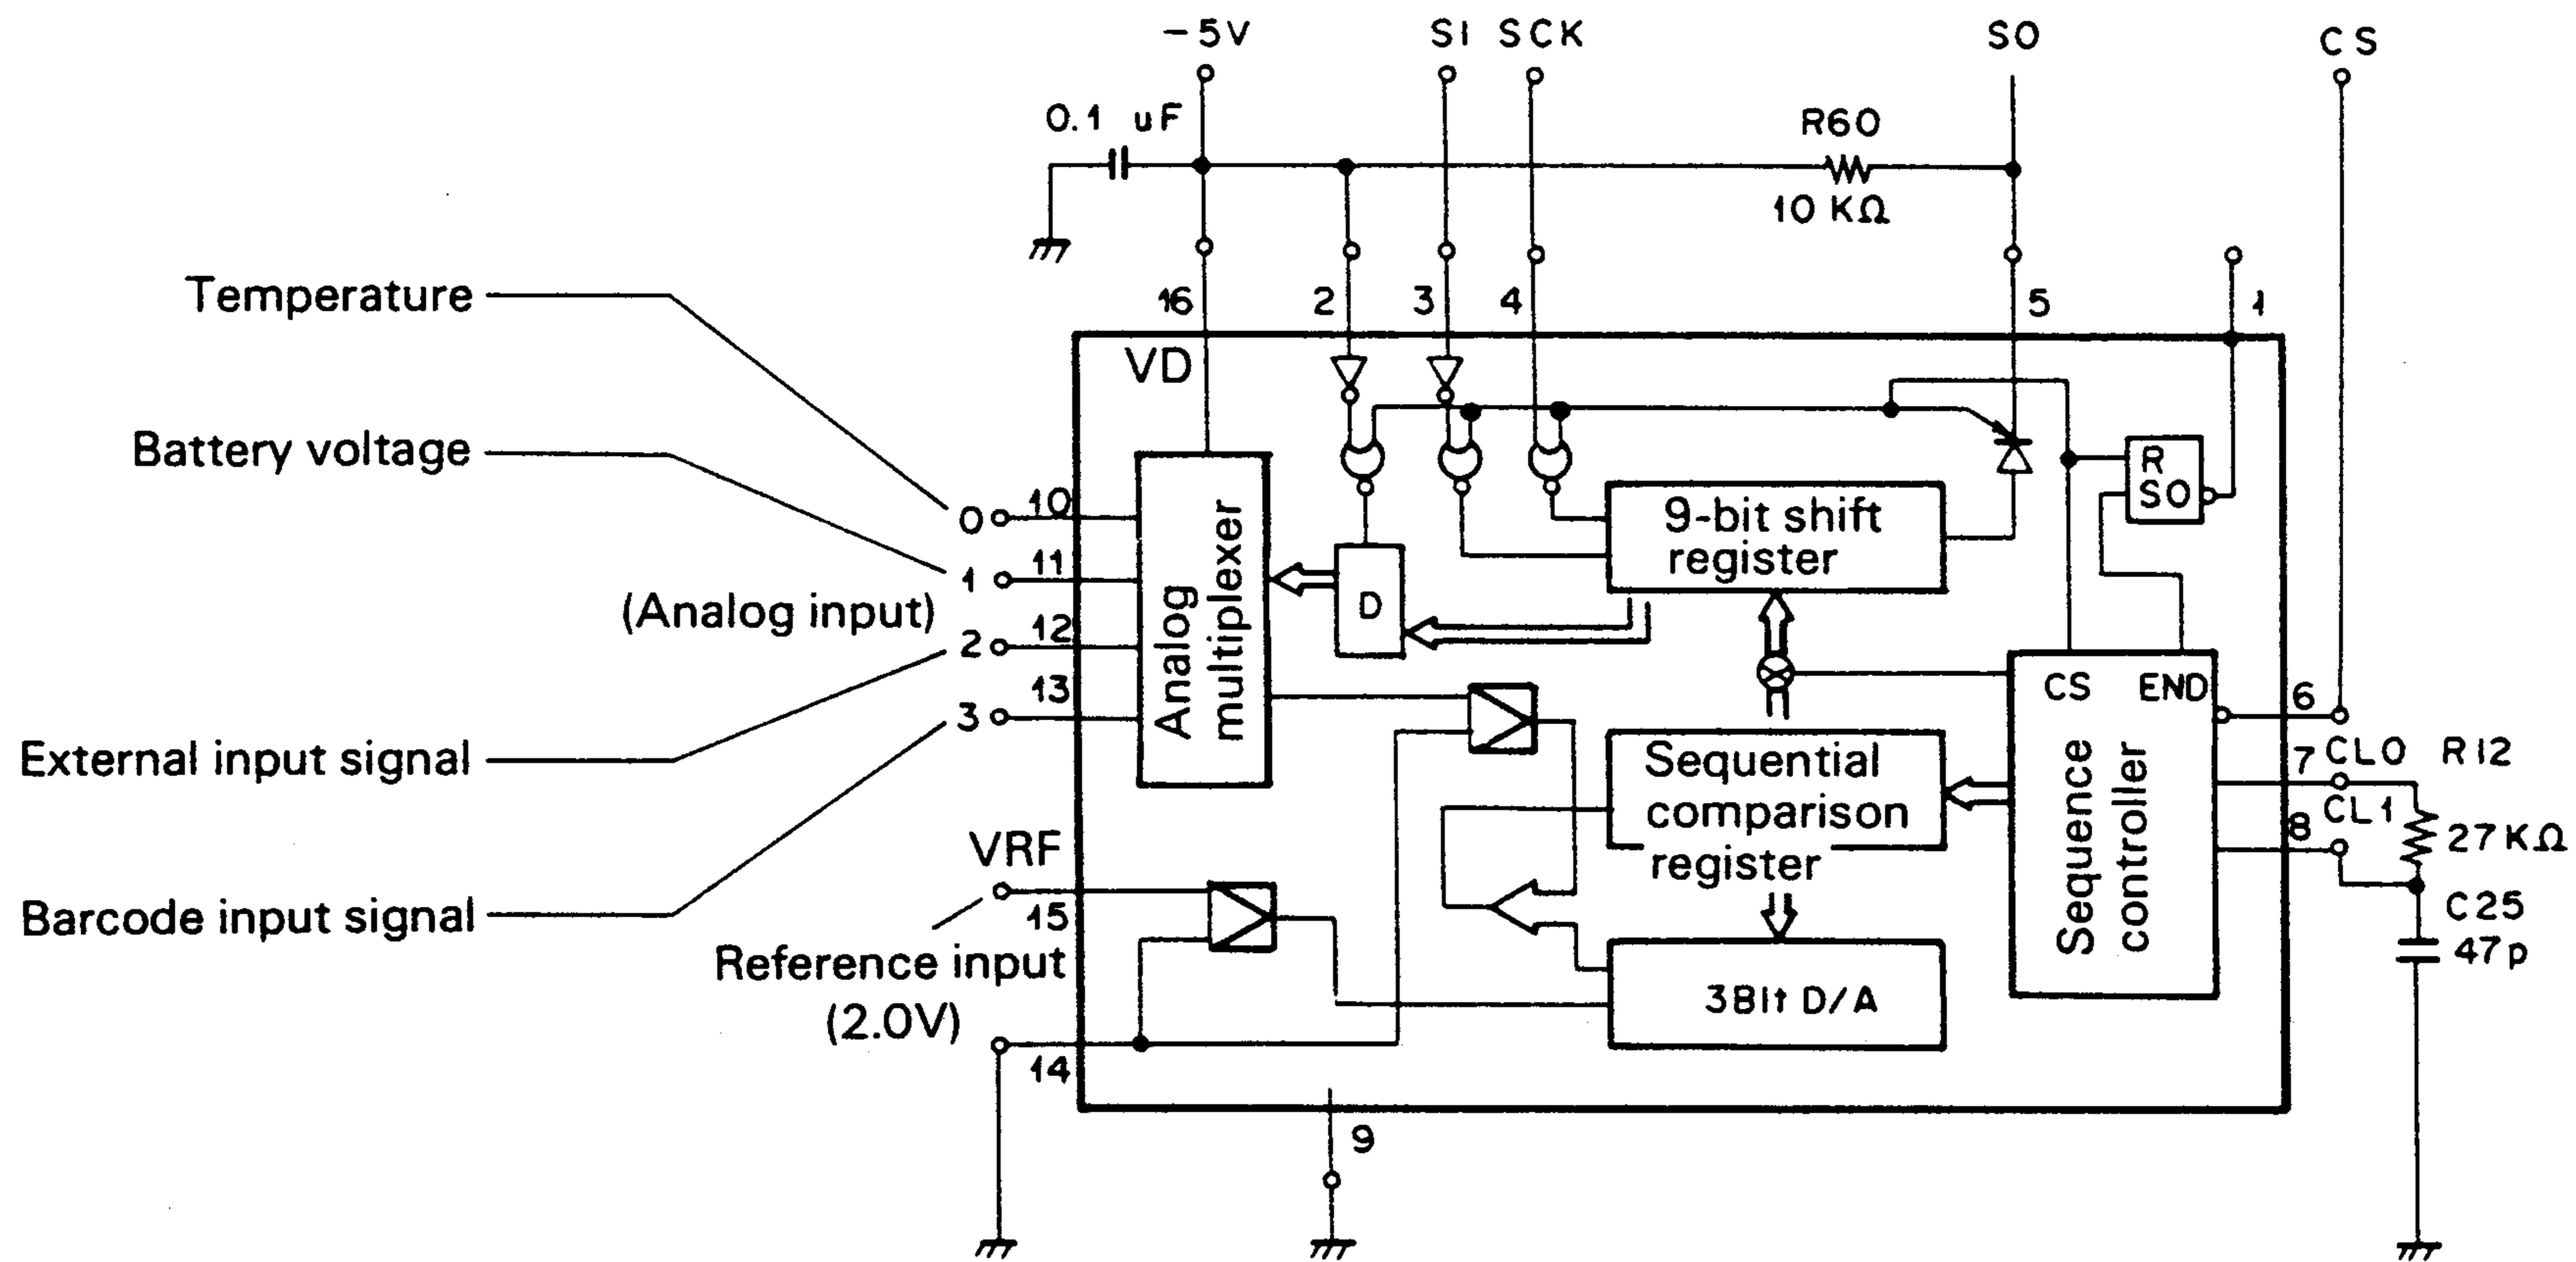 -5V
SI SCK
SO
CS
0.1 uF
R60
10 KΩ
Temperature
16
2
3
4
5
1
VD
Battery voltage
R
SO
0
10
9-bit shift
register
1
11
Analog
multiplexer
D
(Analog input)
2
12
3
13
CS
END
6
External input signal
Sequential
comparison
register
Sequence
controller
7
CL0
R12
CL1
8
27KΩ
VRF
15
Barcode input signal
C25
47p
Reference input
(2.0V)
3Bit D/A
14
9